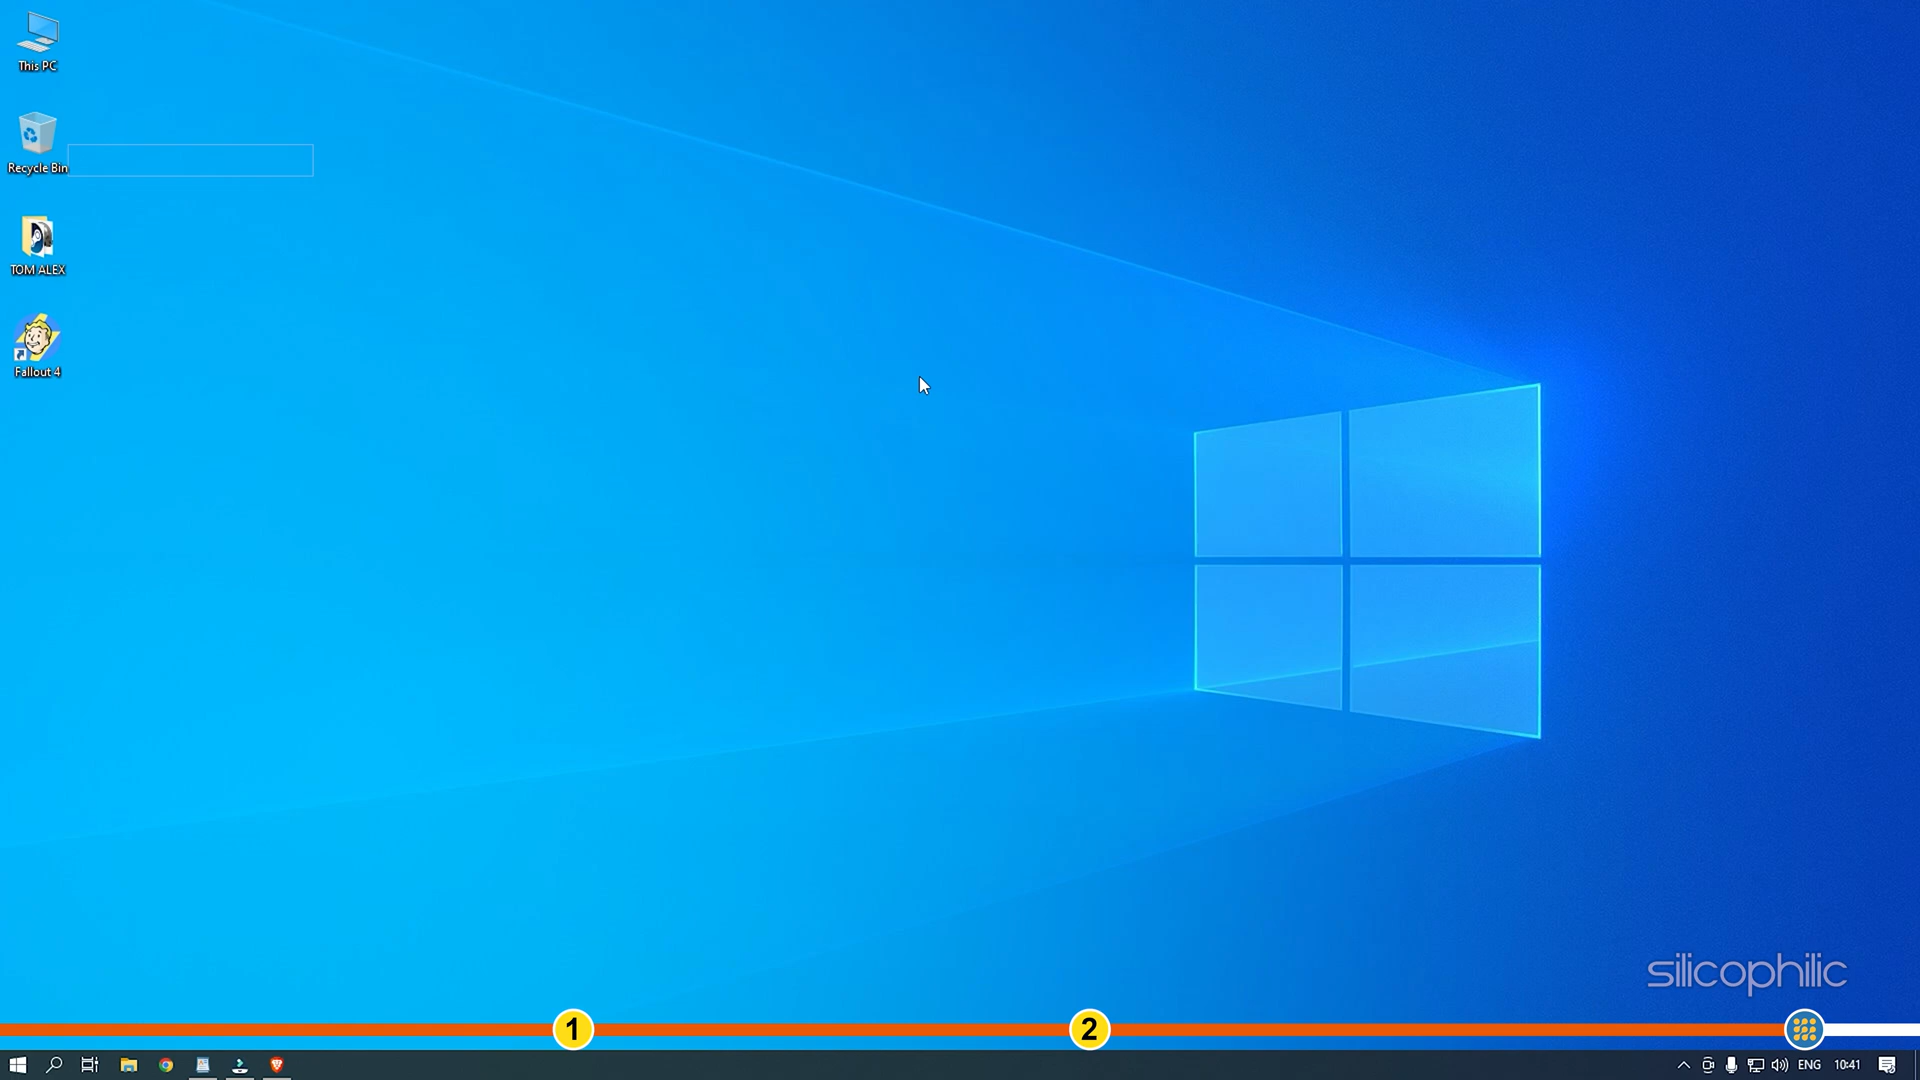 This PC
Recycle Bin
TOM ALEX
Fallout 4
silicophilic
1
2
ENG
10:41